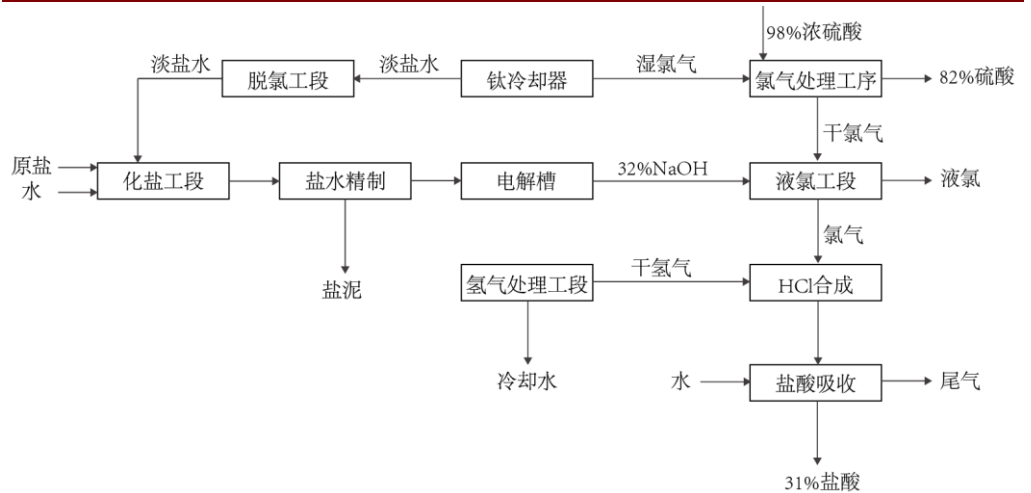 98%浓硫酸
淡盐水
脱氯工段
淡盐水
钛冷却器
湿氯气
氯气处理工序
82%硫酸
干氯气
原盐
水
化盐工段
盐水精制
电解槽
32%NaOH
液氯工段
液氯
氯气
盐泥
氢气处理工段
干氢气
HCl合成
冷却水
水
盐酸吸收
尾气
31%盐酸